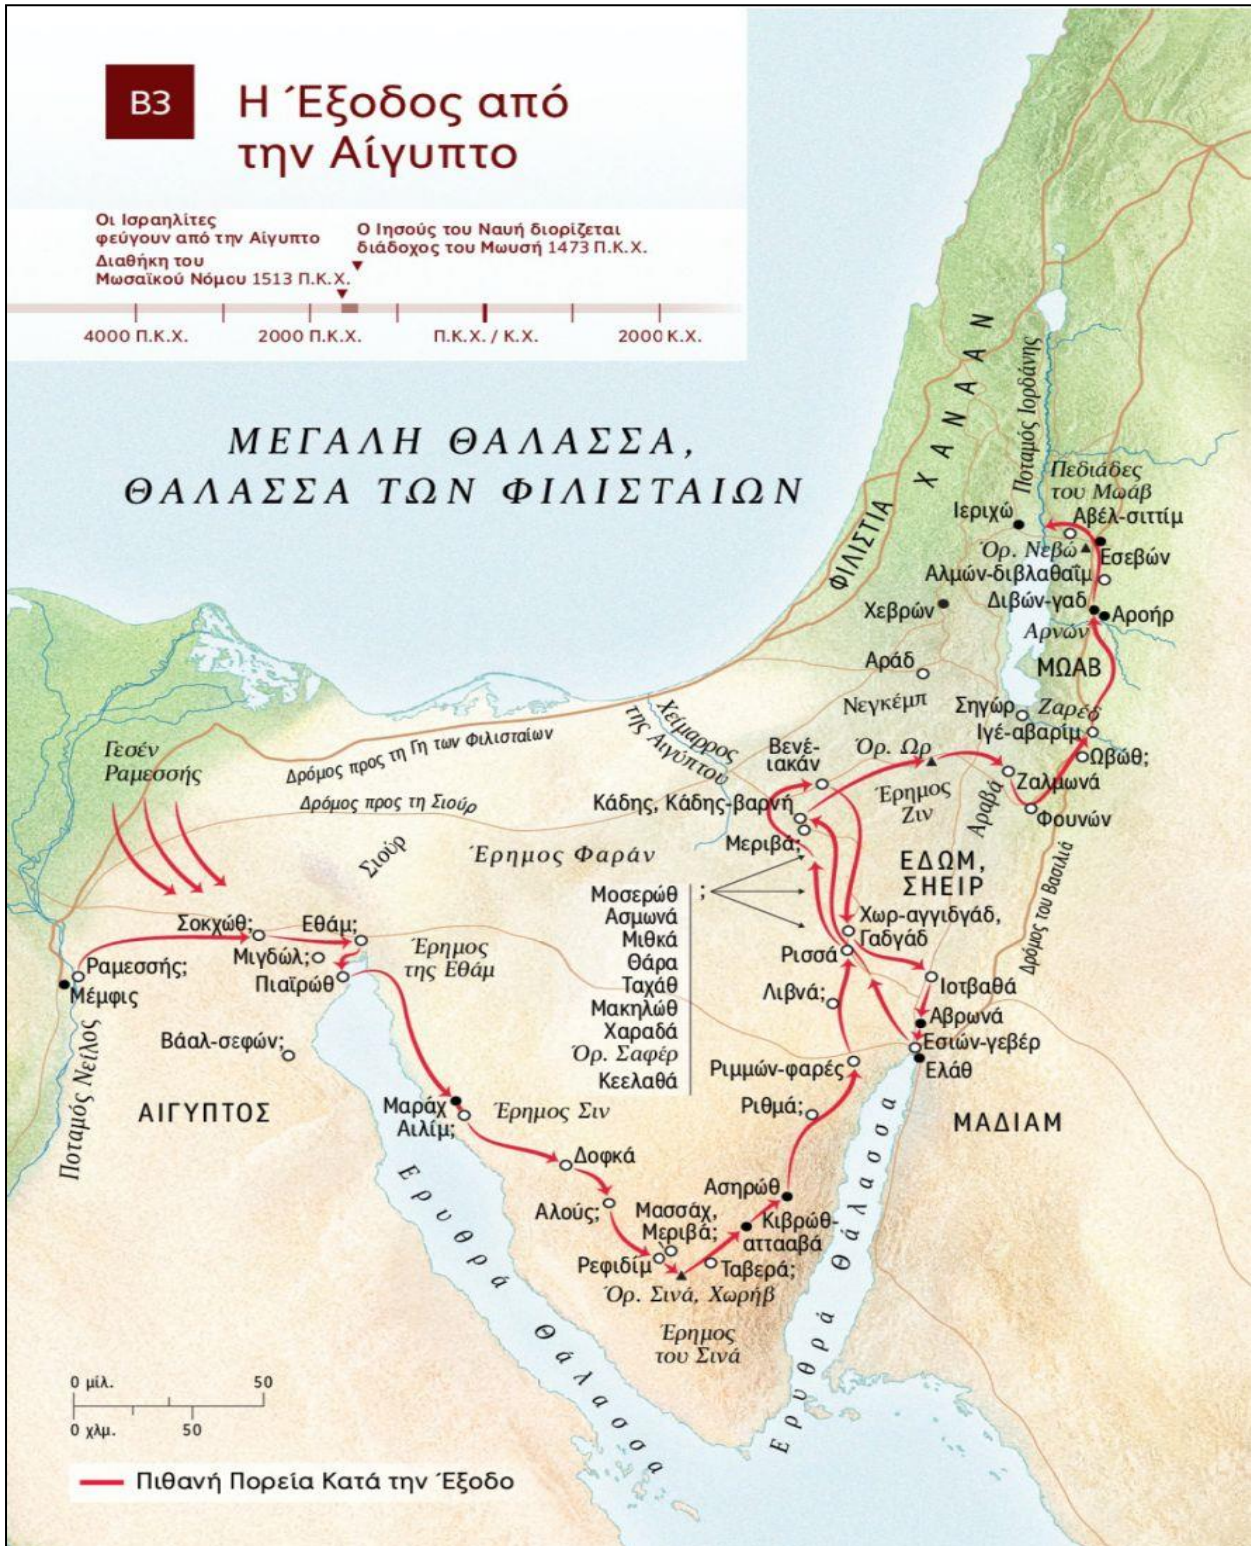 B3
Η Έξοδος από
την Αίγυπτο
Οι Ισραηλίτες
φεύγουν από την Αίγυπτο
Διαθήκη του
Μωσαϊκού Νόμου 1513 Π.Κ.Χ.
Ο Ιησούς του Ναυή διορίζεται
διάδοχος του Μωυσή 1473 Π.Κ.Χ.
4000 Π.Κ.Χ.
2000 Π.Κ.Χ.
Π.Κ.Χ. / Κ.Χ.
2000 Κ.Χ.
ΜΕΓΑΛΗ ΘΑΛΑΣΣΑ,
ΘΑΛΑΣΣΑ ΤΩΝ ΦΙΛΙΣΤΑΙΩΝ
ΦΙΛΙΣΤΙΑ
ΧΑΝΑΑΝ
Ποταμός Ιορδάνης
Πεδιάδες
του Μωάβ
Ιεριχώ
Αβέλ-σιττίμ
Όρ. Νεβώ
Εσεβών
Αλμών-διβλαθαΐμ
Διβών-γαδ
Χεβρών
Αροήρ
Αρνών
ΜΩΑΒ
Αράδ
Νεγκέμπ
Σηγώρ
Ζαρέδ
Ιγέ-αβαρίμ
Ωβώθ;
Χείμαρρος
της Αιγύπτου
Βενέ-
ιακάν
Όρ. Ωρ
Ζαλμωνά
Γεσέν
Ραμεσσής
Δρόμος προς τη Γη των Φιλισταίων
Δρόμος προς τη Σιούρ
Κάδης, Κάδης-βαρνή
Έρημος
Ζιν
Αραβά
Φουνών
Μεριβά;
Σιούρ
Έρημος Φαράν
ΕΔΩΜ,
ΣΗΕΙΡ
Δρόμος του Βασιλιά
Μοσερώθ
Ασμωνά
Μιθκά
Θάρα
Ταχάθ
Μακηλώθ
Χαραδά
Όρ. Σαφέρ
Κεελαθά
;
Χωρ-αγγιδγάδ,
Γαδγάδ
Ρισσά
Σοκχώθ;
Εθάμ;
Μιγδώλ;
Έρημος
της Εθάμ
Ραμεσσής;
Πιαϊρώθ
Μέμφις
Λιβνά;
Ιοτβαθά
Αβρωνά
Εσιών-γεβέρ
Ελάθ
Βάαλ-σεφών;
Ριμμών-φαρές
Ποταμός Νείλος
ΑΙΓΥΠΤΟΣ
Μαράχ
Αιλίμ;
Έρημος Σιν
Ριθμά;
ΜΑΔΙΑΜ
Δοφκά
Ασηρώθ
Αλούς;
Μασσάχ,
Μεριβά;
Κιβρώθ-
ατταაβά
Ρεφιδίμ
Ταβερά;
Όρ. Σινά, Χωρήβ
Έρημος
του Σινά
Ερυθρά Θάλασσα
Ερυθρά Θάλασσα
0 μίλ. 50
0 χλμ. 50
Πιθανή Πορεία Κατά την Έξοδο